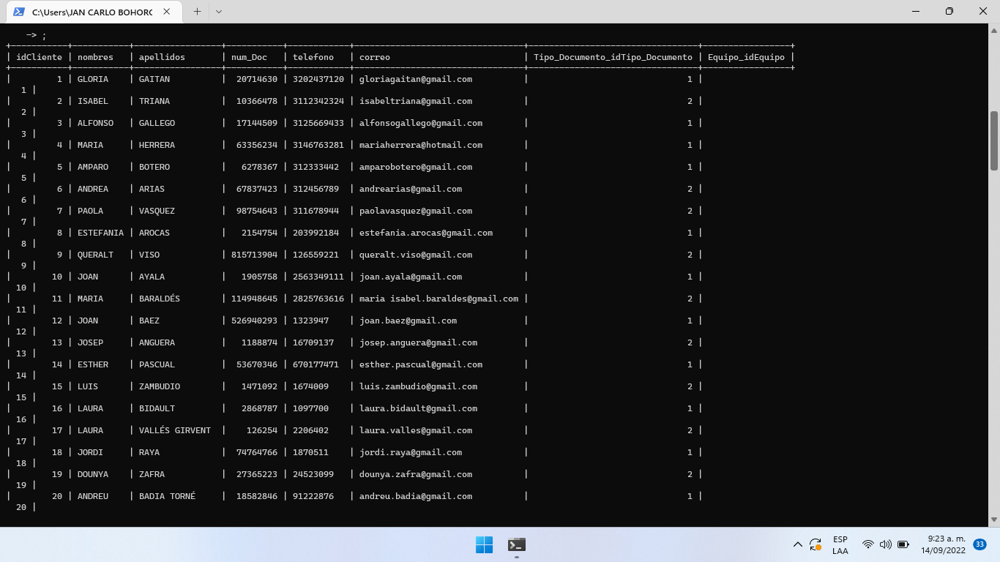 C:\Users\JAN CARLO BOHORC
-> ;
+-----------+-----------+-----------------+-----------+------------+---------------------------------+---------------------------------+-----------------+
| idCliente | nombres | apellidos | num_Doc | telefono | correo | Tipo_Documento_idTipo_Documento | Equipo_idEquipo |
+-----------+-----------+-----------------+-----------+------------+---------------------------------+---------------------------------+-----------------+
| 1 | GLORIA | GAITAN | 20714630 | 3202437120 | gloriagaitan@gmail.com | 1 |
1 |
| 2 | ISABEL | TRIANA | 10366478 | 3112342324 | isabeltriana@gmail.com | 2 |
2 |
| 3 | ALFONSO | GALLEGO | 17144509 | 3125669433 | alfonsogallego@gmail.com | 1 |
3 |
| 4 | MARIA | HERRERA | 63356234 | 3146763281 | mariaherrera@hotmail.com | 1 |
4 |
| 5 | AMPARO | BOTERO | 6278367 | 312333442 | amparobotero@gmail.com | 1 |
5 |
| 6 | ANDREA | ARIAS | 67837423 | 312456789 | andrearias@gmail.com | 2 |
6 |
| 7 | PAOLA | VASQUEZ | 98754643 | 311678944 | paolavasquez@gmail.com | 2 |
7 |
| 8 | ESTEFANIA | AROCAS | 2154754 | 203992184 | estefania.arocas@gmail.com | 1 |
8 |
| 9 | QUERALT | VISO | 815713904 | 126559221 | queralt.viso@gmail.com | 2 |
9 |
| 10 | JOAN | AYALA | 1905758 | 2563349111 | joan.ayala@gmail.com | 1 |
10 |
| 11 | MARIA | BARALDÉS | 114948645 | 2825763616 | maria isabel.baraldes@gmail.com | 2 |
11 |
| 12 | JOAN | BAEZ | 526940293 | 1323947 | joan.baez@gmail.com | 1 |
12 |
| 13 | JOSEP | ANGUERA | 1188874 | 16709137 | josep.anguera@gmail.com | 2 |
13 |
| 14 | ESTHER | PASCUAL | 53670346 | 670177471 | esther.pascual@gmail.com | 1 |
14 |
| 15 | LUIS | ZAMBUDIO | 1471092 | 1674009 | luis.zambudio@gmail.com | 2 |
15 |
| 16 | LAURA | BIDAULT | 2868787 | 1097700 | laura.bidault@gmail.com | 1 |
16 |
| 17 | LAURA | VALLÉS GIRVENT | 126254 | 2206402 | laura.valles@gmail.com | 2 |
17 |
| 18 | JORDI | RAYA | 74764766 | 1870511 | jordi.raya@gmail.com | 1 |
18 |
| 19 | DOUNYA | ZAFRA | 27365223 | 24523099 | dounya.zafra@gmail.com | 2 |
19 |
| 20 | ANDREU | BADIA TORNÉ | 18582846 | 91222876 | andreu.badia@gmail.com | 1 |
20 |
ESP
LAA
9:23 a. m.
14/09/2022
33